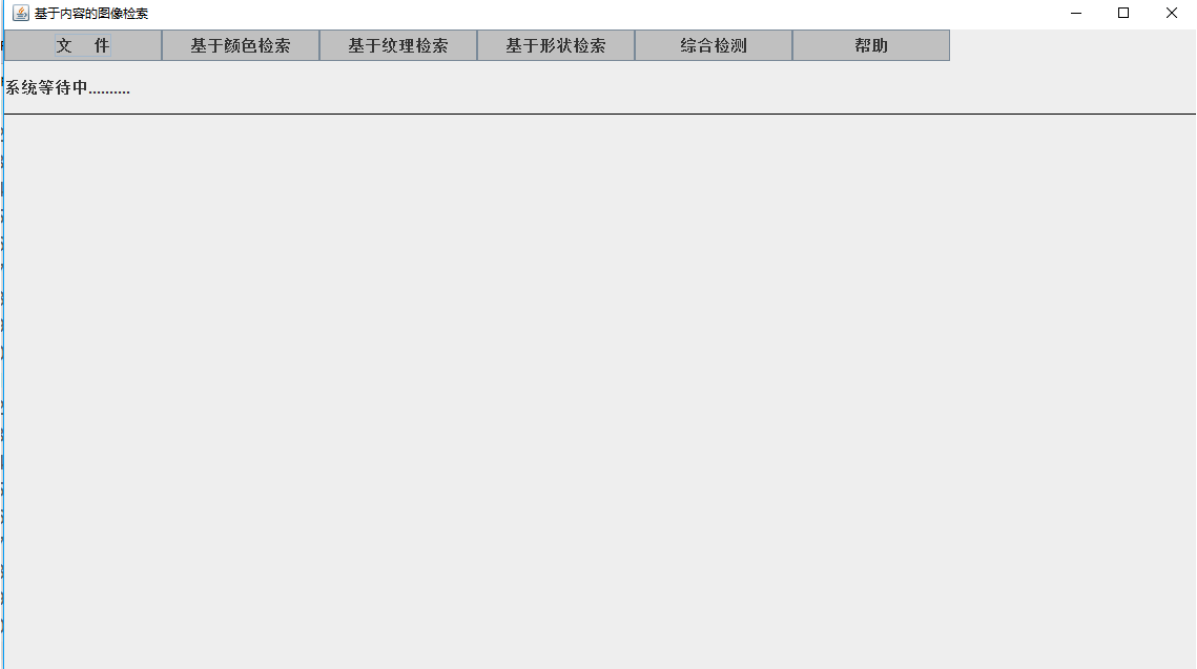 基于内容的图像检索
文 件 基于颜色检索 基于纹理检索 基于形状检索 综合检测 帮助
系统等待中..........